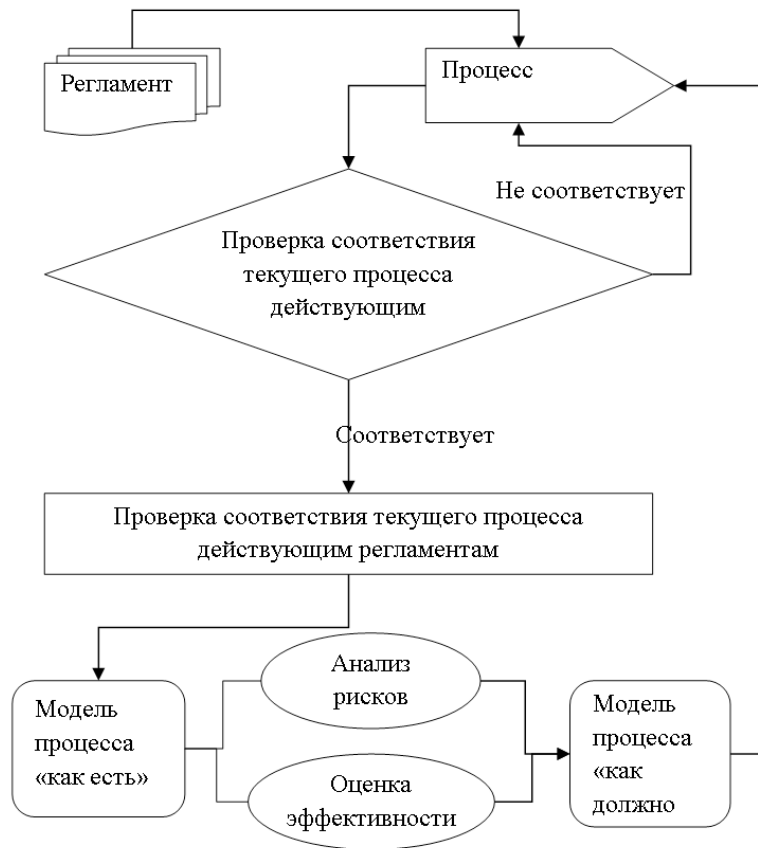 Регламент
Процесс
Не соответствует
Проверка соответствия
текущего процесса
действующим
Соответствует
Проверка соответствия текущего процесса
действующим регламентам
Анализ
рисков
Модель
процесса
«как есть»
Модель
процесса
«как
должно
Оценка
эффективности